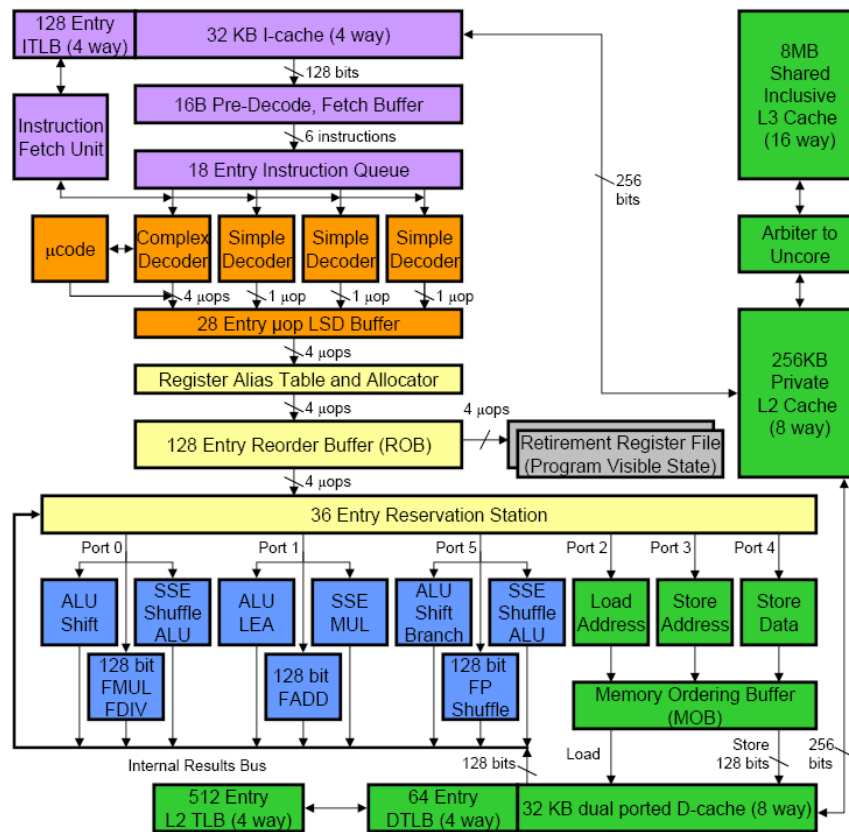 128 Entry
ITLB (4 way)
32 KB I-cache (4 way)
8MB
Shared
Inclusive
L3 Cache
(16 way)
128 bits
16B Pre-Decode, Fetch Buffer
Instruction
Fetch Unit
6 instructions
18 Entry Instruction Queue
256
bits
Arbiter to
Uncore
µcode
Complex
Decoder
Simple
Decoder
Simple
Decoder
Simple
Decoder
4 µops
1 µop
1 µop
1 µop
28 Entry µop LSD Buffer
4 µops
Register Alias Table and Allocator
256KB
Private
L2 Cache
(8 way)
4 µops
4 µops
128 Entry Reorder Buffer (ROB)
Retirement Register File
(Program Visible State)
4 µops
36 Entry Reservation Station
Port 0
Port 1
Port 5
Port 2
Port 3
Port 4
ALU
Shift
SSE
Shuffle
ALU
ALU
LEA
SSE
MUL
ALU
Shift
Branch
SSE
Shuffle
ALU
Load
Address
Store
Address
Store
Data
128 bit
FMUL
FDIV
128 bit
FADD
128 bit
FP
Shuffle
Memory Ordering Buffer
(MOB)
Internal Results Bus
128 bits
Load
Store
128 bits
256
bits
512 Entry
L2 TLB (4 way)
64 Entry
DTLB (4 way)
32 KB dual ported D-cache (8 way)